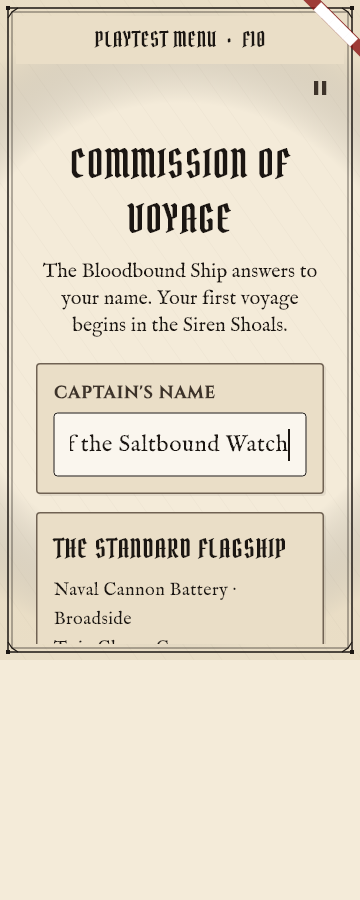 PLAYTEST MENU · F10
COMMISSION OF
VOYAGE
The Bloodbound Ship answers to
your name. Your first voyage
begins in the Siren Shoals.
CAPTAIN'S NAME
f the Saltbound Watch
THE STANDARD FLAGSHIP
Naval Cannon Battery ·
Broadside